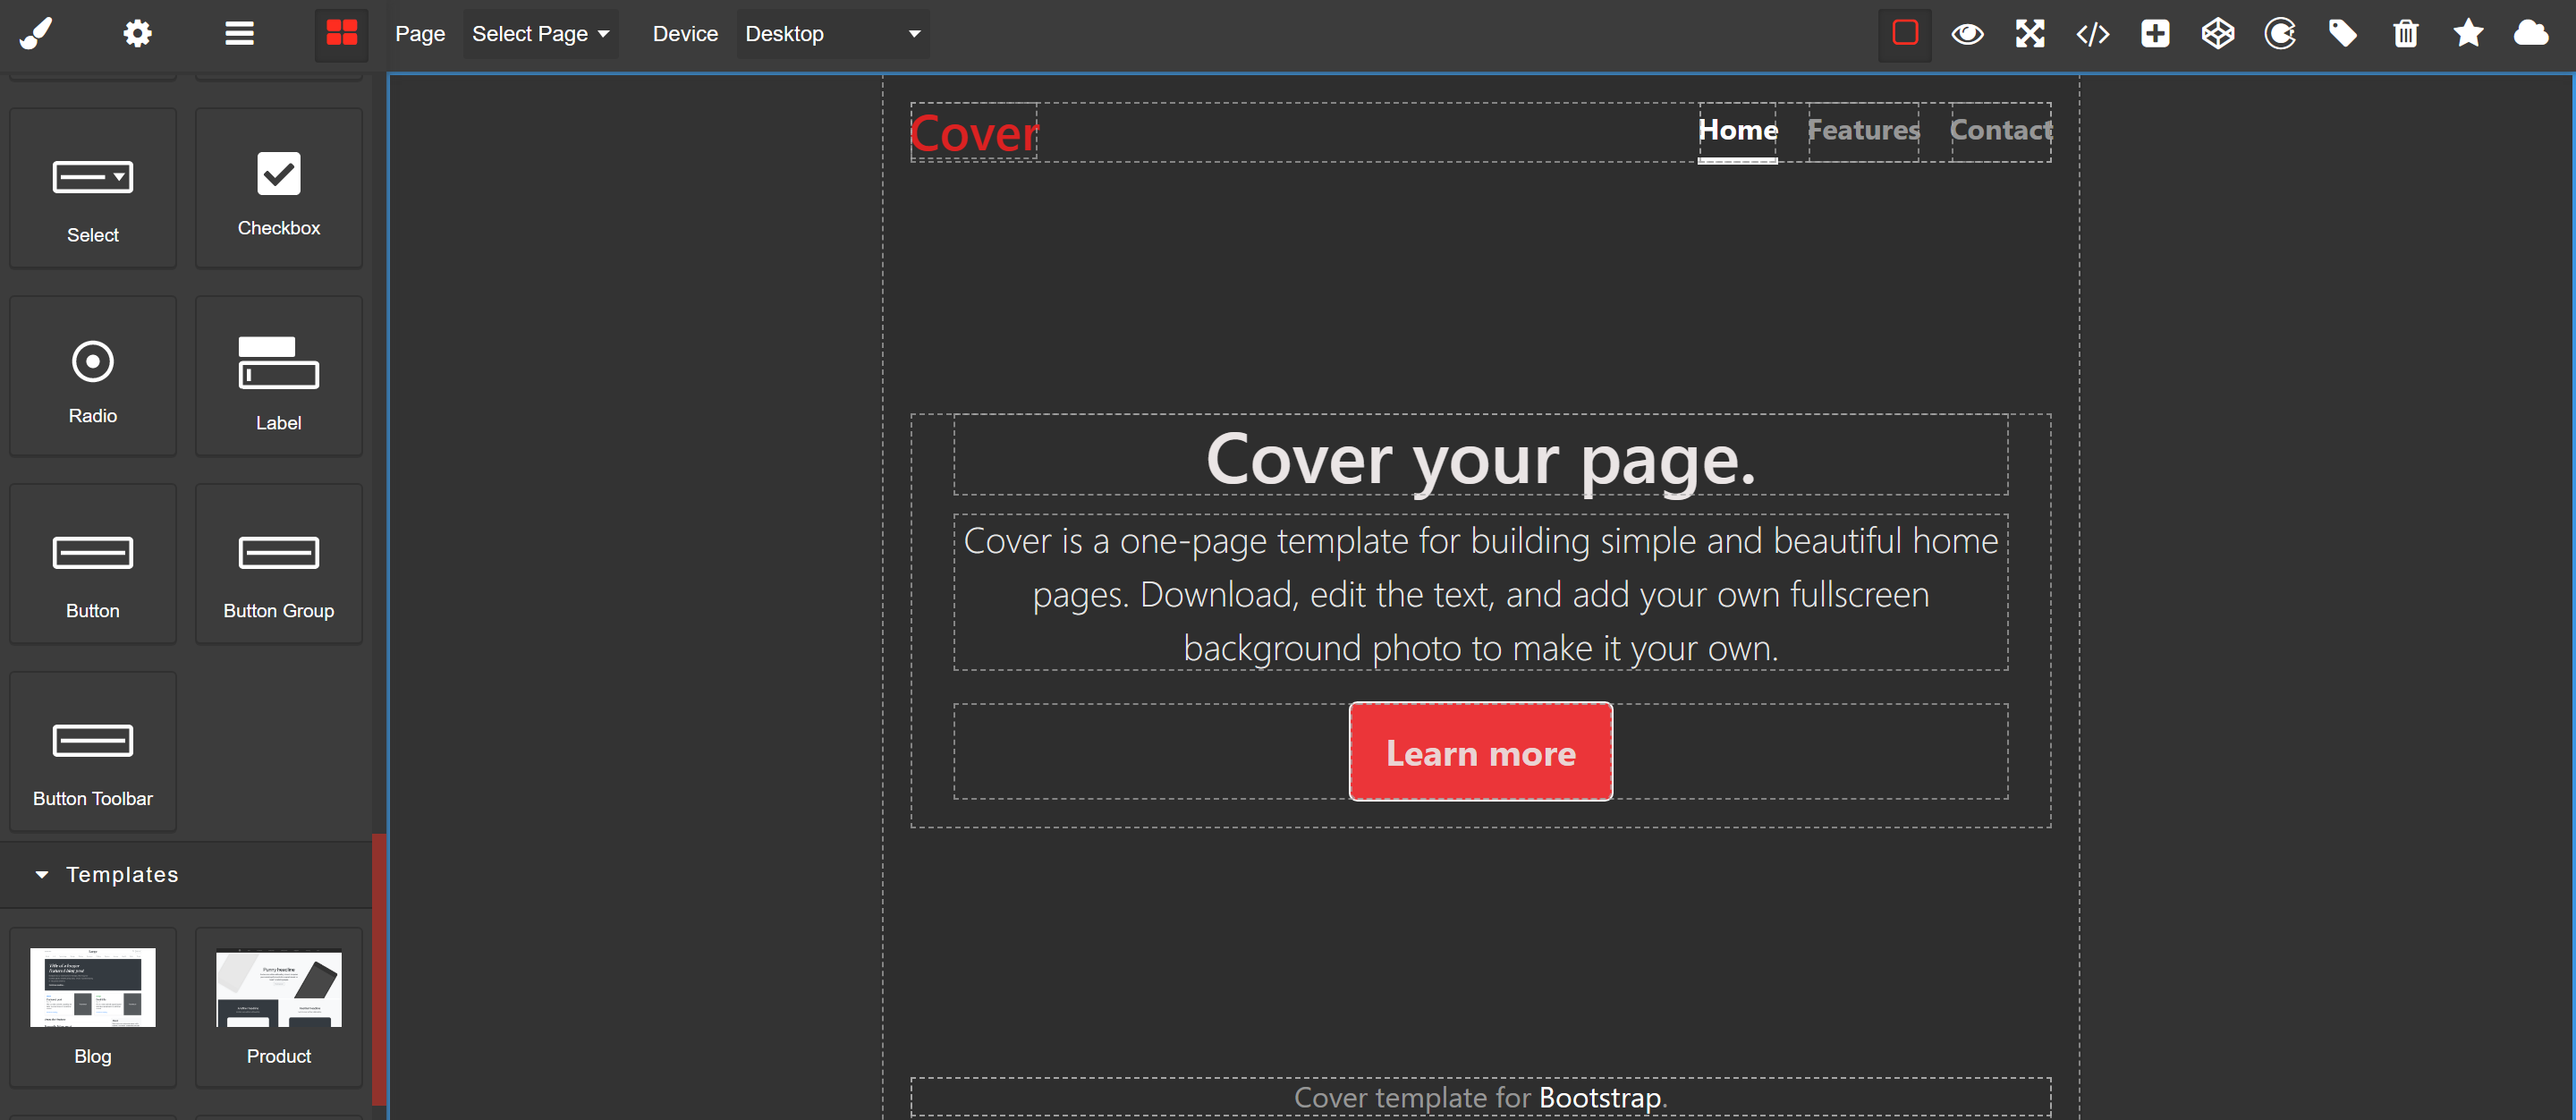 Page Select Page Device Desktop
Select
Checkbox
Radio
Label
Button
Button Group
Button Toolbar
Templates
Blog
Product
Cover
Home Features Contact
Cover your page.
Cover is a one-page template for building simple and beautiful home
pages. Download, edit the text, and add your own fullscreen
background photo to make it your own.
Learn more
Cover template for Bootstrap.